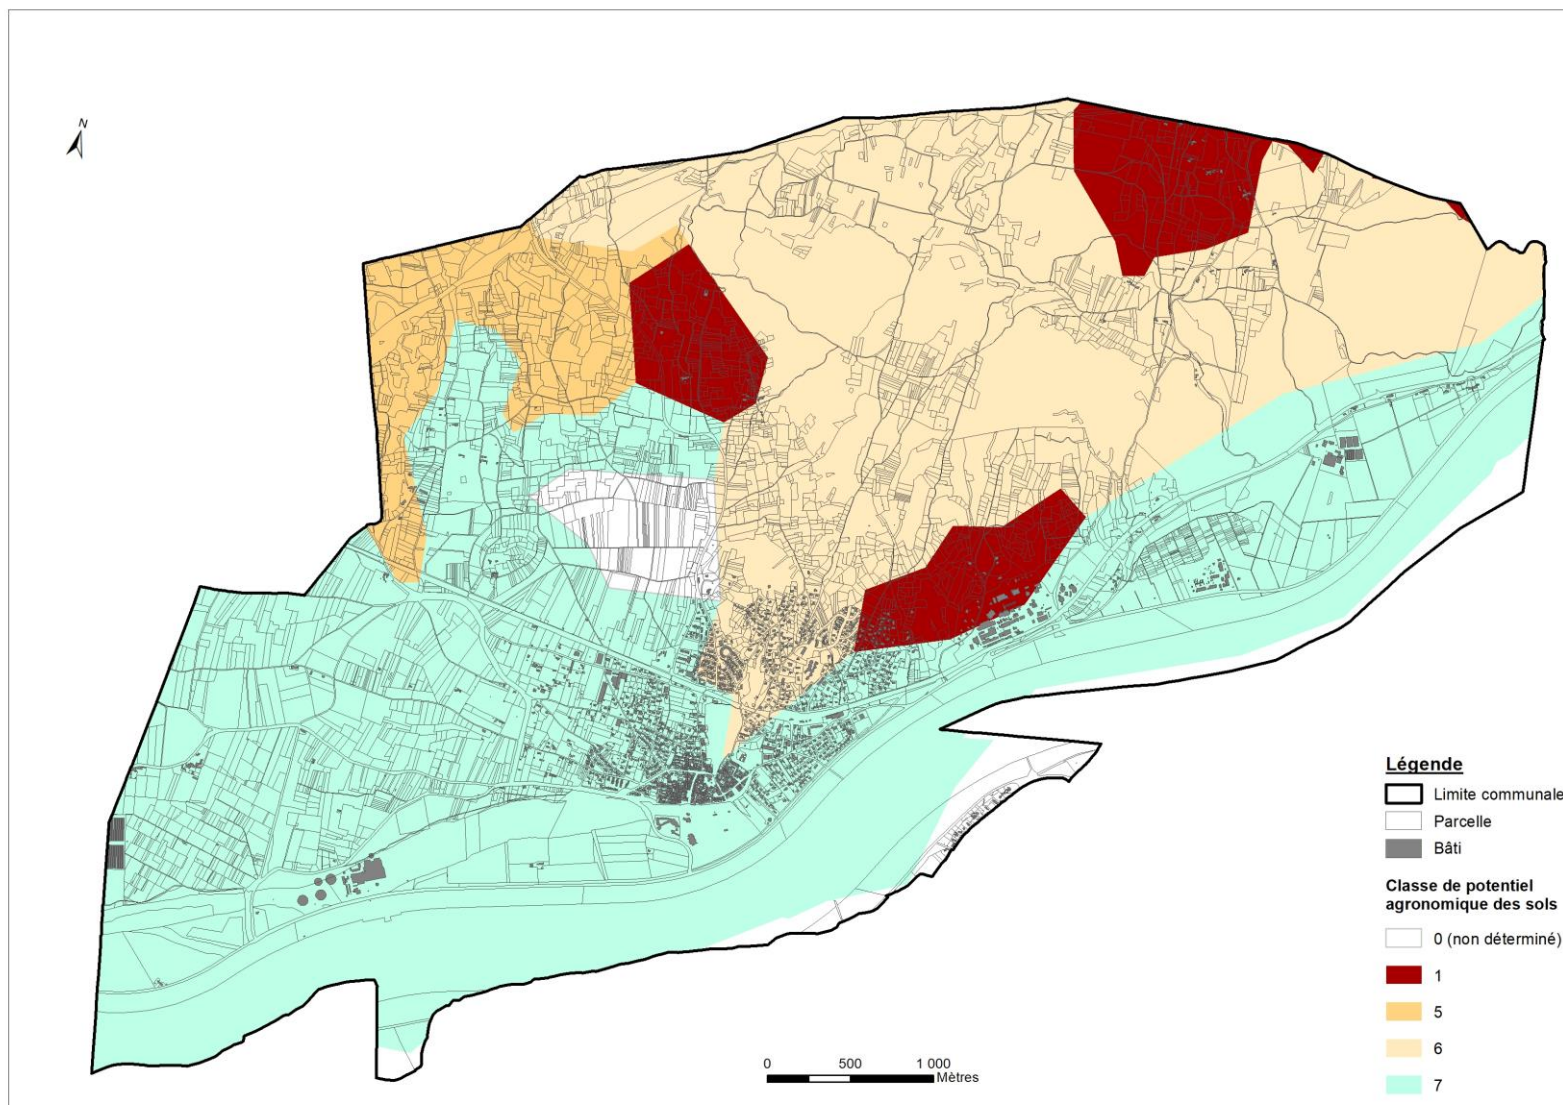 N
Légende
Limite communale
Parcelle
Bâti
Classe de potentiel
agronomique des sols
0 (non déterminé)
1
5
6
7
0 500 1 000
Mètres